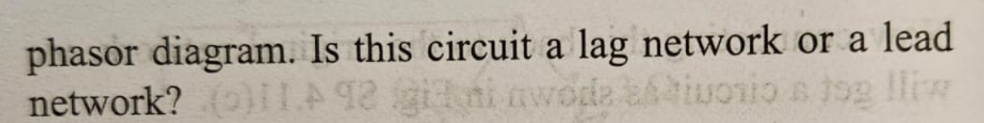 phasor diagram. Is this circuit a lag network or a lead
network?